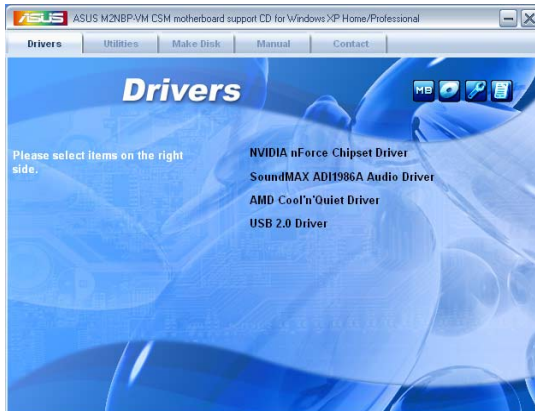 ASUS ASUS M2NBP-VM CSM motherboard support CD for Windows XP Home/Professional
Drivers Utilities Make Disk Manual Contact
Drivers
MB
Please select items on the right
side.
NVIDIA nForce Chipset Driver
SoundMAX ADI1986A Audio Driver
AMD Cool'n'Quiet Driver
USB 2.0 Driver